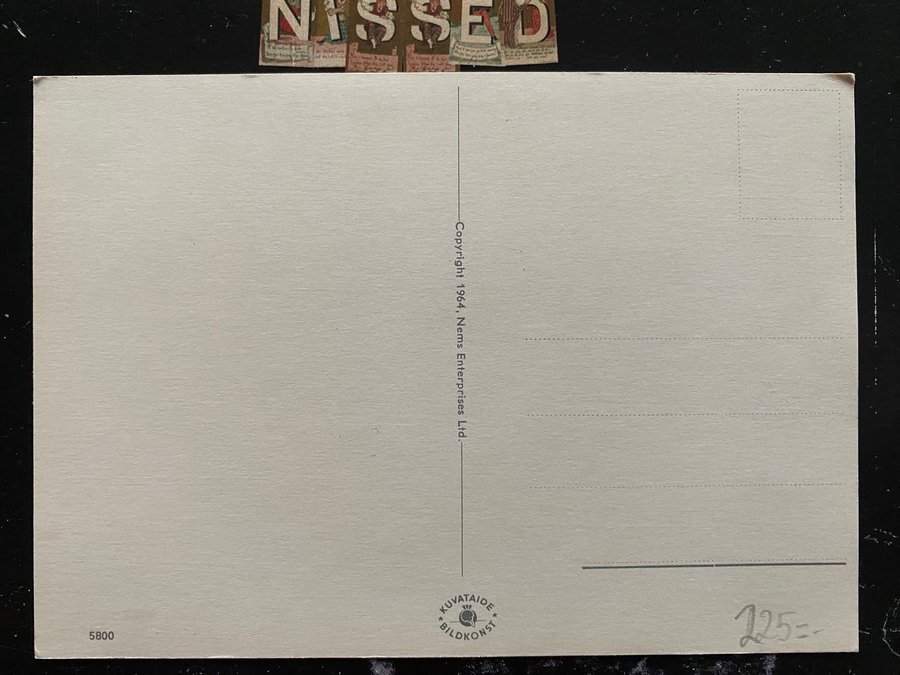 NISSED
Copyright 1964, Nems Enterprises Ltd.
KUVATAIDE
★ BILDKONST ★
5800
225=-